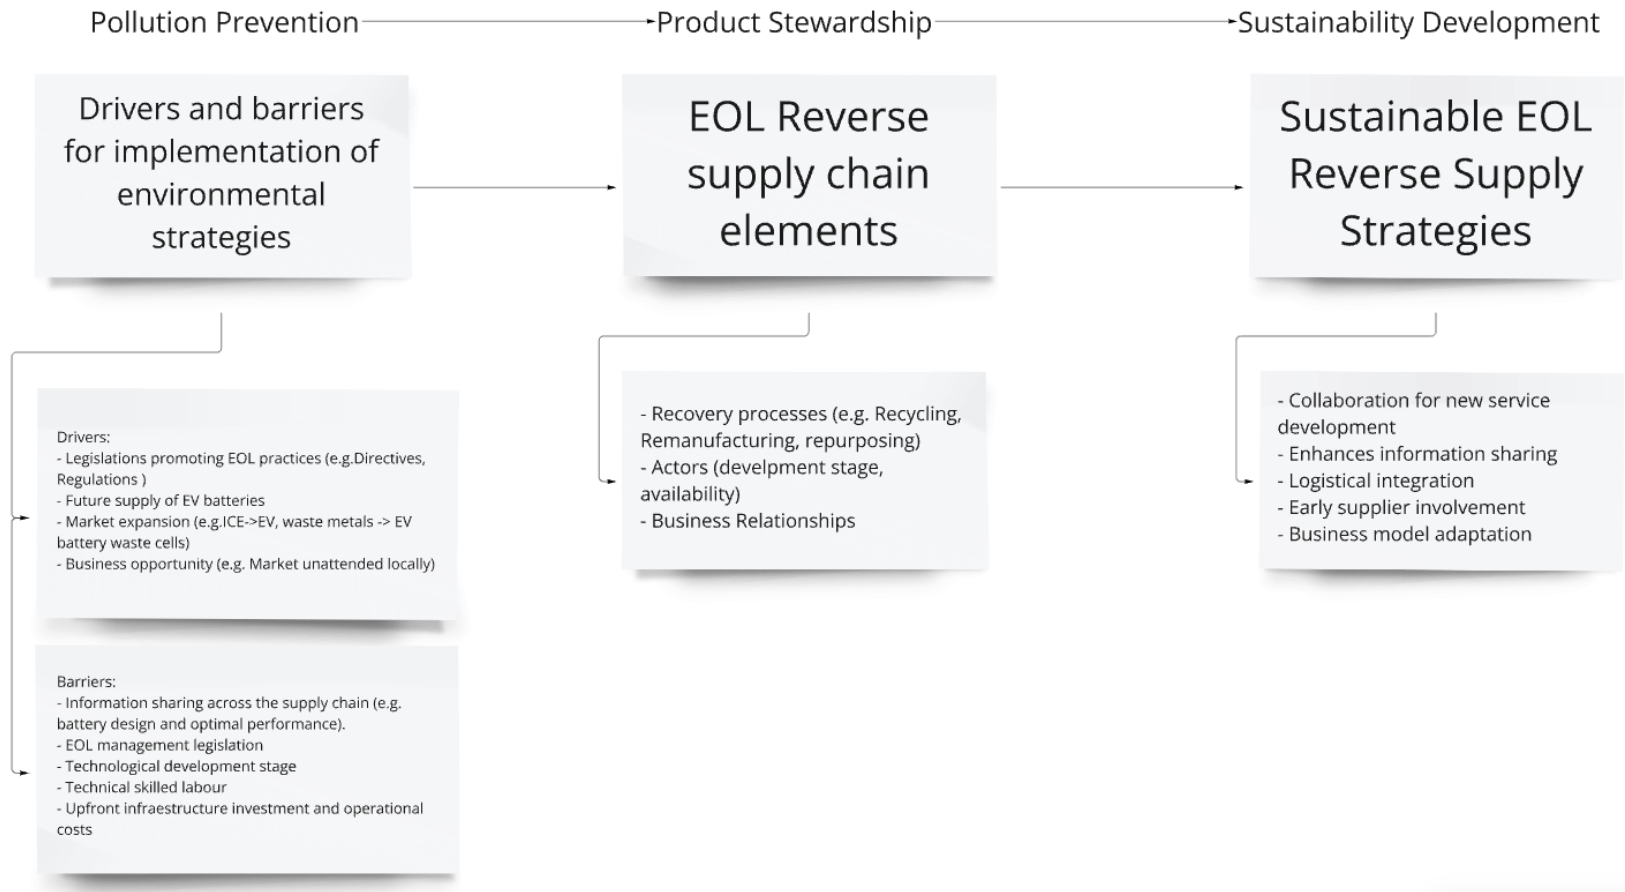 Pollution Prevention
Product Stewardship
Sustainability Development
Drivers and barriers
for implementation of
environmental
strategies
EOL Reverse
supply chain
elements
Sustainable EOL
Reverse Supply
Strategies
Drivers:
- Legislations promoting EOL practices (e.g.Directives,
Regulations )
- Future supply of EV batteries
- Market expansion (e.g.ICE->EV, waste metals -> EV
battery waste cells)
- Business opportunity (e.g. Market unattended locally)
Barriers:
- Information sharing across the supply chain (e.g.
battery design and optimal performance).
- EOL management legislation
- Technological development stage
- Technical skilled labour
- Upfront infraestructure investment and operational
costs
- Recovery processes (e.g. Recycling,
Remanufacturing, repurposing)
- Actors (develpment stage,
availability)
- Business Relationships
- Collaboration for new service
development
- Enhances information sharing
- Logistical integration
- Early supplier involvement
- Business model adaptation